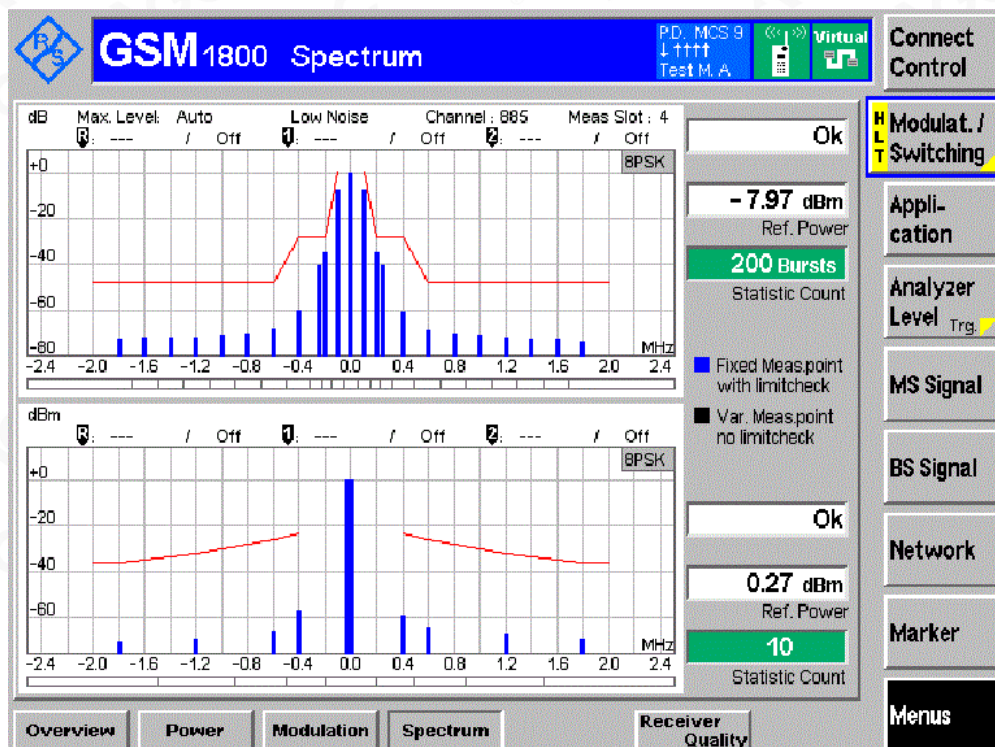 R/S
GSM 1800 Spectrum
P.D. MCS 9
↓ ↑↑↑↑
Test M. A.
Virtual
Connect
Control
dB Max. Level: Auto Low Noise Channel : 885 Meas Slot : 4
R: --- / Off 1: --- / Off 2: --- / Off
8PSK
+0
-20
-40
-60
-80
MHz
-2.4 -2.0 -1.6 -1.2 -0.8 -0.4 0.0 0.4 0.8 1.2 1.6 2.0 2.4
Ok
- 7.97 dBm
Ref. Power
200 Bursts
Statistic Count
Fixed Meas.point
with limitcheck
Var. Meas.point
no limitcheck
dBm
R: --- / Off 1: --- / Off 2: --- / Off
8PSK
+0
-20
-40
-60
MHz
-2.4 -2.0 -1.6 -1.2 -0.8 -0.4 0.0 0.4 0.8 1.2 1.6 2.0 2.4
Ok
0.27 dBm
Ref. Power
10
Statistic Count
HLT
Modulat. /
Switching
Appli-
cation
Analyzer
Level Trg.
MS Signal
BS Signal
Network
Marker
Menus
Overview
Power
Modulation
Spectrum
Receiver
Quality